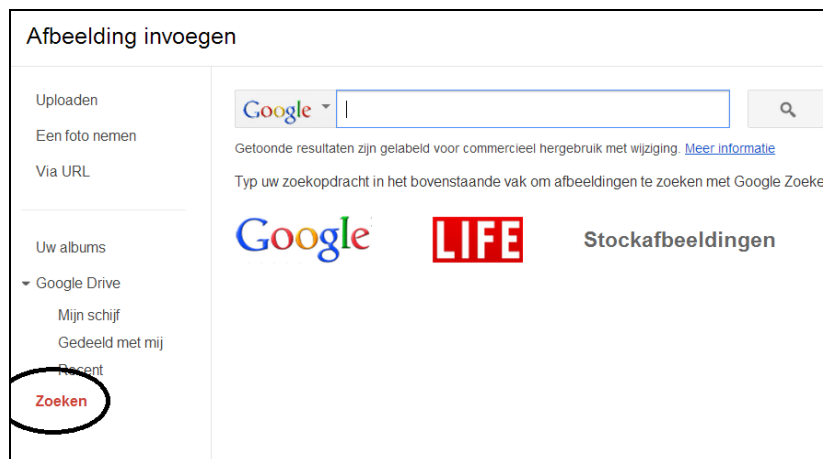 Afbeelding invoegen
Uploaden
Een foto nemen
Via URL
Uw albums
Google Drive
Mijn schijf
Gedeeld met mij
Recent
Zoeken
Google
Getoonde resultaten zijn gelabeld voor commercieel hergebruik met wijziging. Meer informatie
Typ uw zoekopdracht in het bovenstaande vak om afbeeldingen te zoeken met Google Zoeke
Google LIFE Stockafbeeldingen